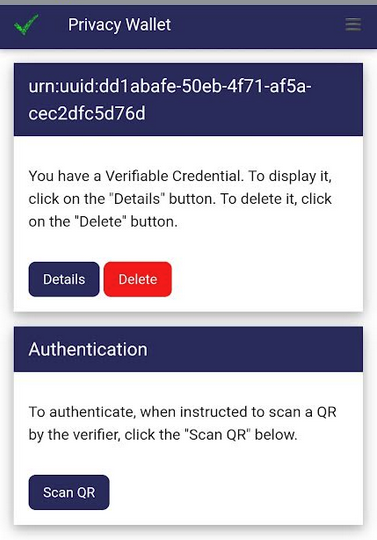 Privacy Wallet
urn:uuid:dd1abafe-50eb-4f71-af5a-
cec2dfc5d76d
You have a Verifiable Credential. To display it,
click on the "Details" button. To delete it, click
on the "Delete" button.
Details Delete
Authentication
To authenticate, when instructed to scan a QR
by the verifier, click the "Scan QR" below.
Scan QR